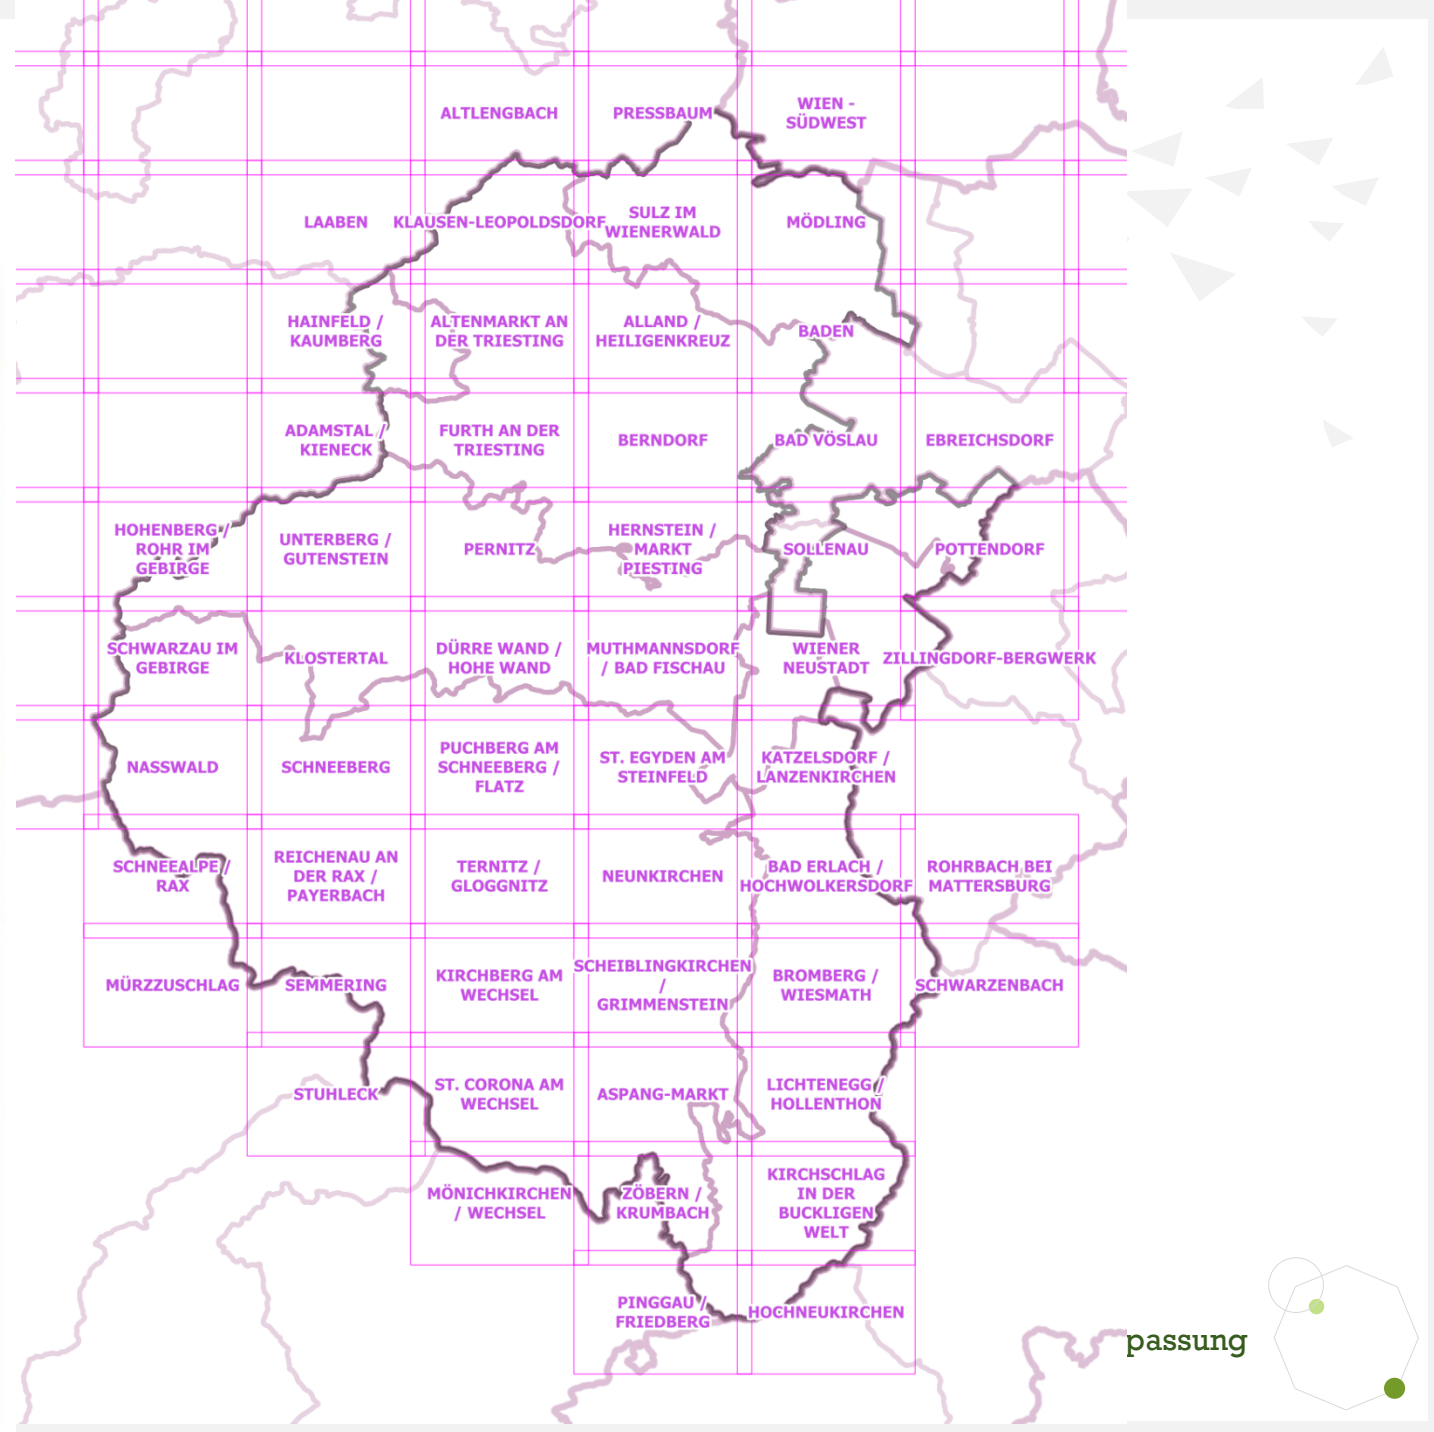 ALTLENGBACH
PRESSBAUM
WIEN -
SÜDWEST
LAABEN
KLAUSEN-LEOPOLDSDORF
SULZ IM
WIENERWALD
MÖDLING
HAINFELD /
KAUMBERG
ALTENMARKT AN
DER TRIESTING
ALLAND /
HEILIGENKREUZ
BADEN
ADAMSTAL /
KIENECK
FURTH AN DER
TRIESTING
BERNDORF
BAD VÖSLAU
EBREICHSDORF
HOHENBERG /
ROHR IM
GEBIRGE
UNTERBERG /
GUTENSTEIN
PERNITZ
HERNSTEIN /
MARKT
PIESTING
SOLLENAU
POTTENDORF
SCHWARZAU IM
GEBIRGE
KLOSTERTAL
DÜRRE WAND /
HOHE WAND
MUTHMANNSDORF
/ BAD FISCHAU
WIENER
NEUSTADT
ZILLINGDORF-BERGWERK
NASSWALD
SCHNEEBERG
PUCHBERG AM
SCHNEEBERG /
FLATZ
ST. EGYDEN AM
STEINFELD
KATZELSDORF /
LANZENKIRCHEN
SCHNEEALPE /
RAX
REICHENAU AN
DER RAX /
PAYERBACH
TERNITZ /
GLOGGNITZ
NEUNKIRCHEN
BAD ERLACH /
HOCHWOLKERSDORF
ROHRBACH BEI
MATTERSBURG
MÜRZZUSCHLAG
SEMMERING
KIRCHBERG AM
WECHSEL
SCHEIBLINGKIRCHEN
/
GRIMMENSTEIN
BROMBERG /
WIESMATH
SCHWARZENBACH
STUHLECK
ST. CORONA AM
WECHSEL
ASPANG-MARKT
LICHTENEGG /
HOLLENTHON
MÖNICHKIRCHEN
/ WECHSEL
ZÖBERN /
KRUMBACH
KIRCHSCHLAG
IN DER
BUCKLIGEN
WELT
PINGGAU /
FRIEDBERG
HOCHNEUKIRCHEN
passung